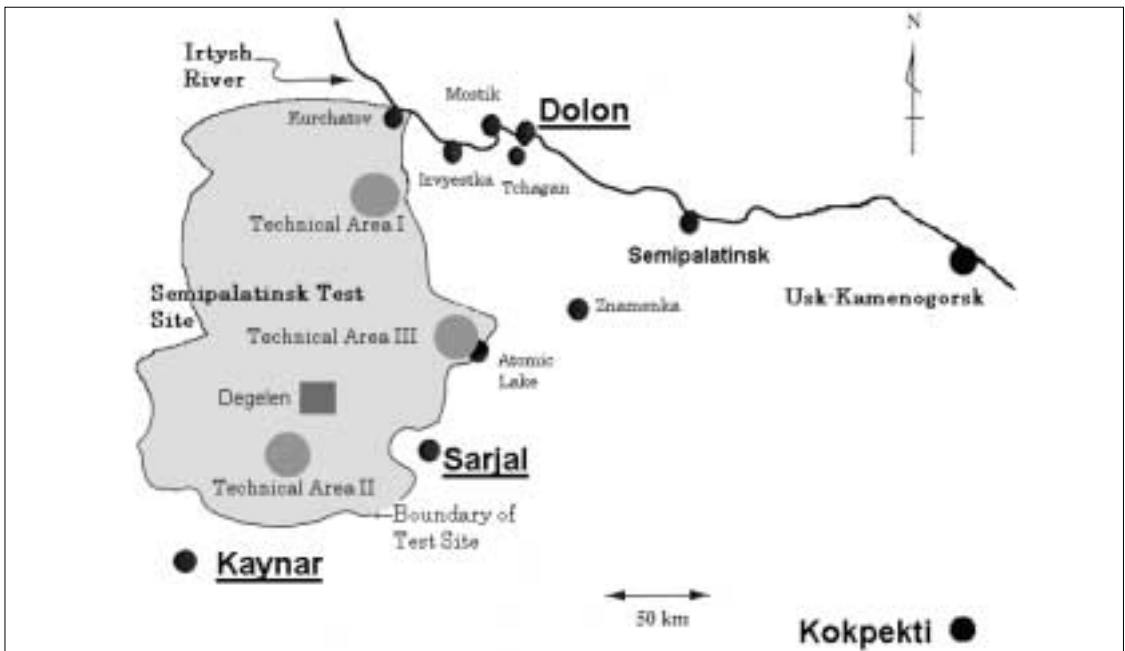 N
Irtysh
River
Mostik
Dolon
Kurchatov
Izvyestka
Tchagan
Technical Area I
Semipalatinsk
Semipalatinsk Test
Site
Znamenka
Usk-Kamenogorsk
Technical Area III
Atomic
Lake
Degelen
Sarjal
Technical Area II
Boundary of
Test Site
Kaynar
50 km
Kokpekti